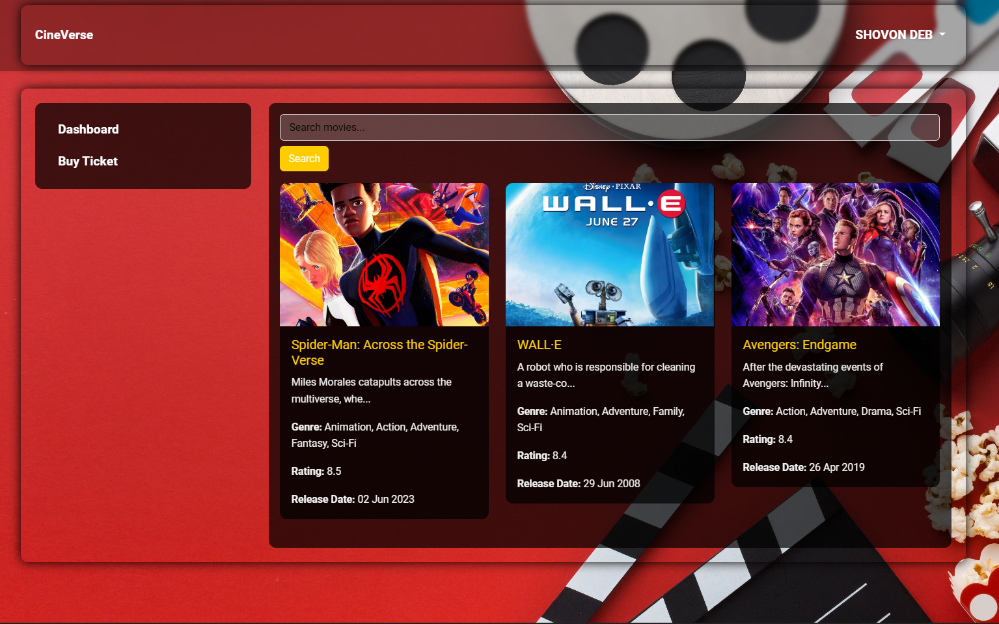 CineVerse
SHOVON DEB
Dashboard
Buy Ticket
Search movies...
Search
Disney · PIXAR
WALL·E
JUNE 27
Spider-Man: Across the Spider-
Verse
Miles Morales catapults across the
multiverse, whe...
Genre: Animation, Action, Adventure,
Fantasy, Sci-Fi
Rating: 8.5
Release Date: 02 Jun 2023
WALL·E
A robot who is responsible for cleaning
a waste-co...
Genre: Animation, Adventure, Family,
Sci-Fi
Rating: 8.4
Release Date: 29 Jun 2008
Avengers: Endgame
After the devastating events of
Avengers: Infinity...
Genre: Action, Adventure, Drama, Sci-Fi
Rating: 8.4
Release Date: 26 Apr 2019